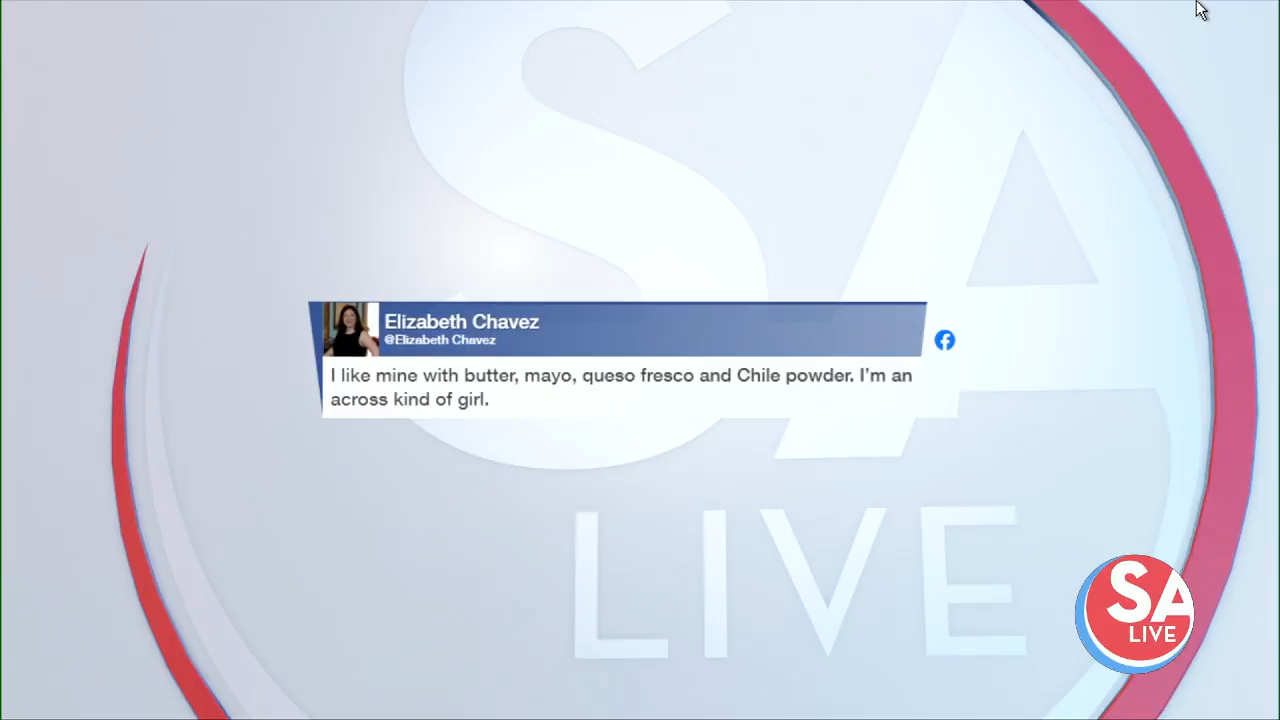 SA
LIVE
Elizabeth Chavez
@Elizabeth Chavez
I like mine with butter, mayo, queso fresco and Chile powder. I'm an
across kind of girl.
SA
LIVE